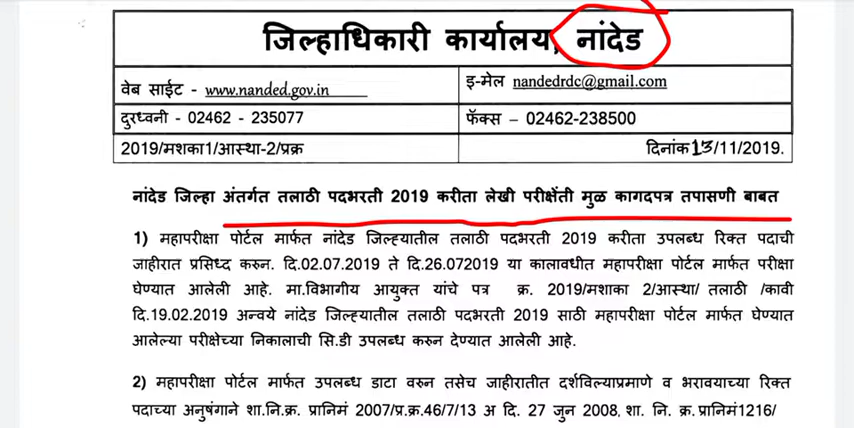 जिल्हाधिकारी कार्यालय, नांदेड
वेब साईट - www.nanded.gov.in
इ-मेल nandedrdc@gmail.com
दुरध्वनी - 02462 - 235077
फॅक्स – 02462-238500
2019/मशका1/आस्था-2/प्रक्र
दिनांक 13/11/2019.
नांदेड जिल्हा अंतर्गत तलाठी पदभरती 2019 करीता लेखी परीक्षेंती मुळ कागदपत्र तपासणी बाबत
1) महापरीक्षा पोर्टल मार्फत नांदेड जिल्ह्यातील तलाठी पदभरती 2019 करीता उपलब्ध रिक्त पदाची
जाहीरात प्रसिध्द करुन. दि.02.07.2019 ते दि.26.072019 या कालावधीत महापरीक्षा पोर्टल मार्फत परीक्षा
घेण्यात आलेली आहे. मा.विभागीय आयुक्त यांचे पत्र क्र. 2019/मशाका 2/आस्था/ तलाठी /कावी
दि.19.02.2019 अन्वये नांदेड जिल्ह्यातील तलाठी पदभरती 2019 साठी महापरीक्षा पोर्टल मार्फत घेण्यात
आलेल्या परीक्षेच्या निकालाची सि.डी उपलब्ध करुन देण्यात आलेली आहे.
2) महापरीक्षा पोर्टल मार्फत उपलब्ध डाटा वरुन तसेच जाहीरातीत दर्शविल्याप्रमाणे व भरावयाच्या रिक्त
पदाच्या अनुषंगाने शा.नि.क्र. प्रानिमं 2007/प्र.क्र.46/7/13 अ दि. 27 जुन 2008, शा. नि. क्र.प्रानिमं1216/